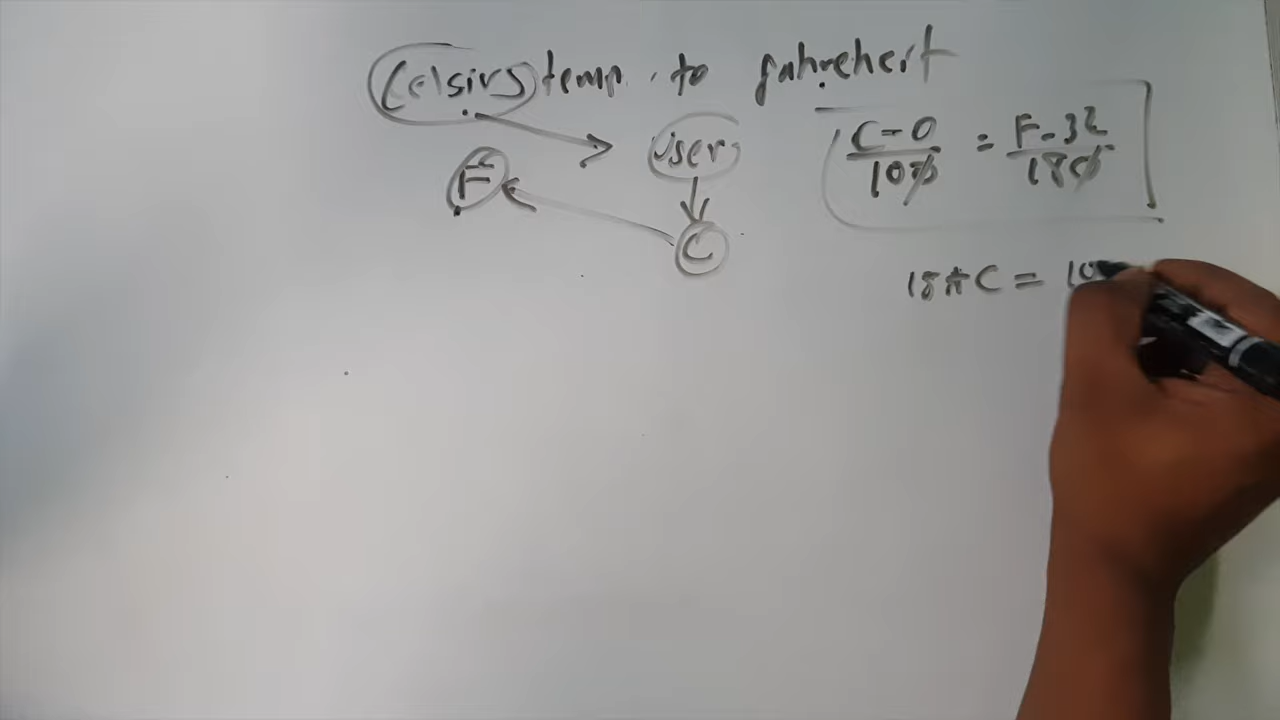 Celsius temp. to fahrehert
User
C-0/100 = F-32/180
F
C
18*C = 10